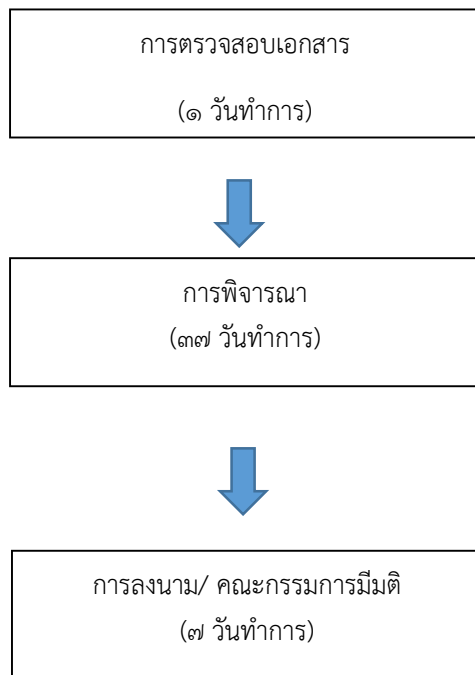 การตรวจสอบเอกสาร
(๑ วันทำการ)
การพิจารณา
(๓๗ วันทำการ)
การลงนาม/ คณะกรรมการมีมติ
(๗ วันทำการ)